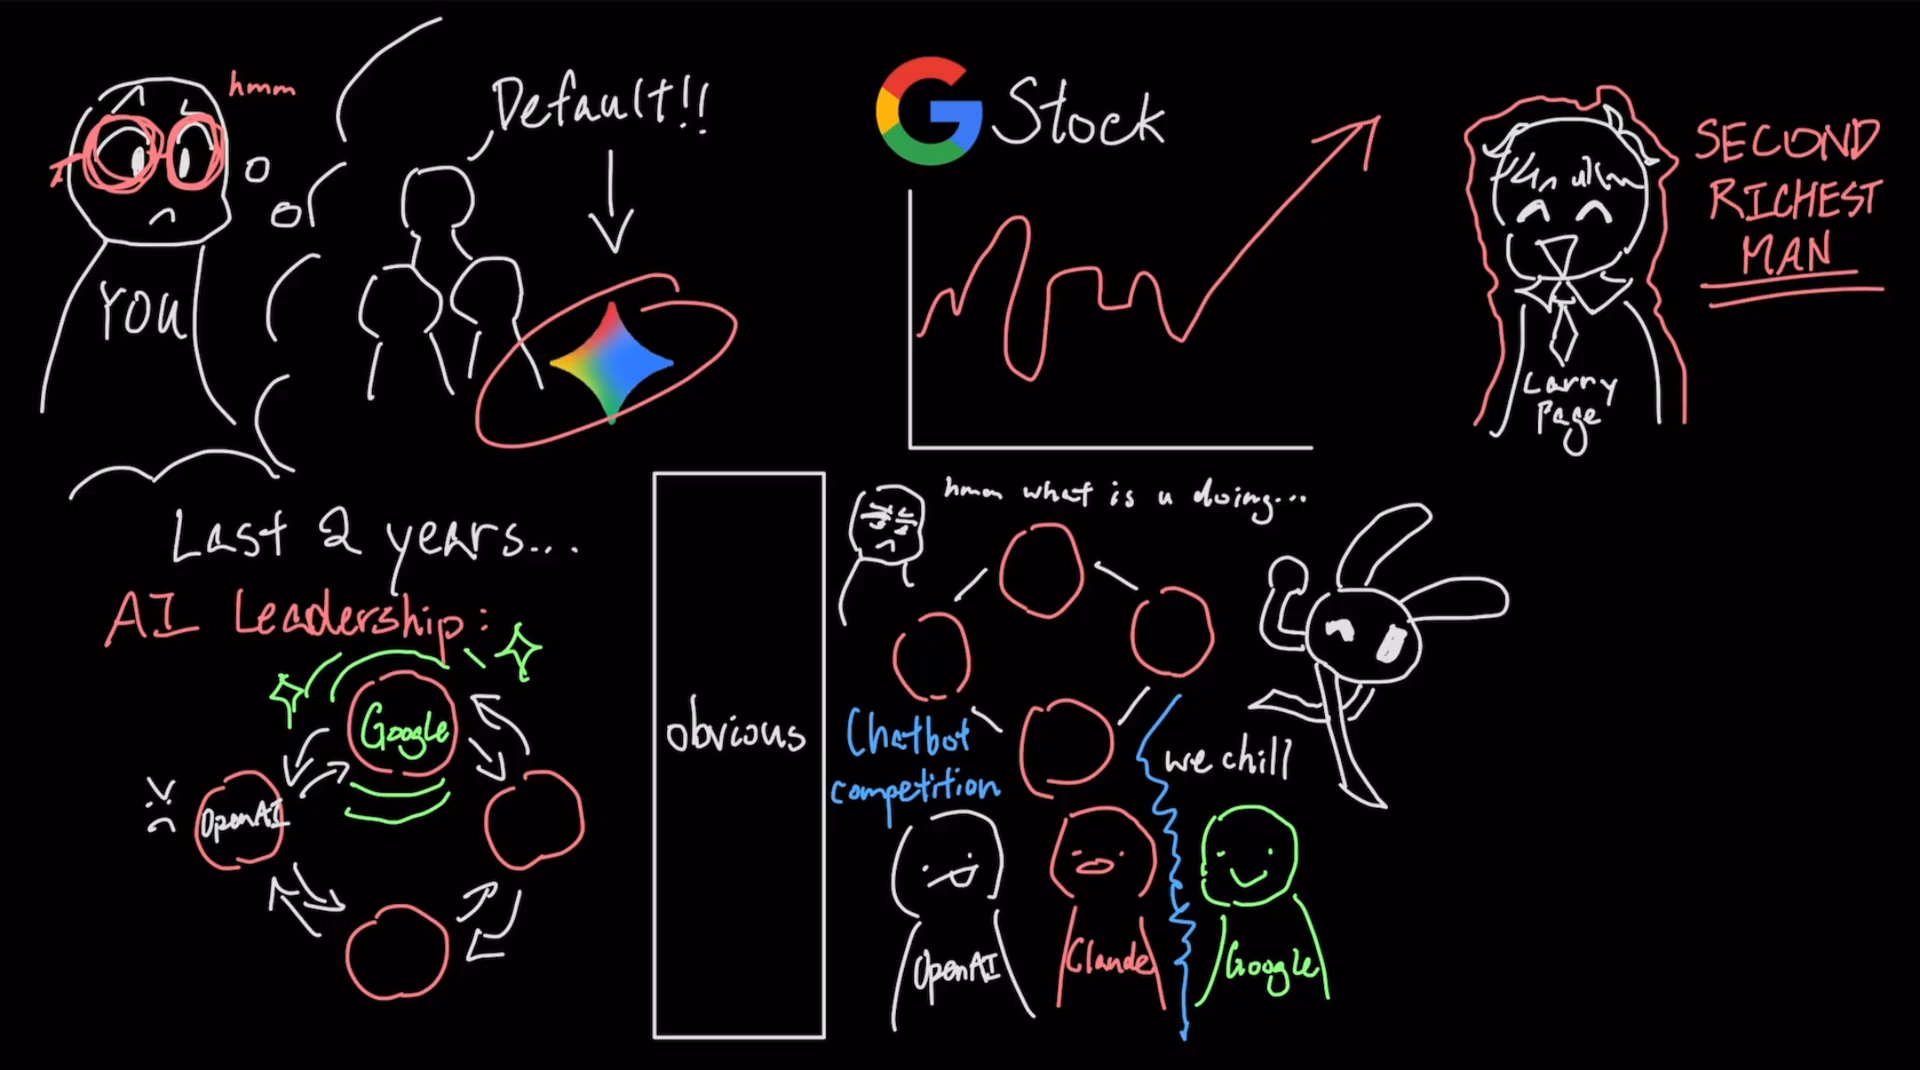 hmm
YOU
Default!!
G Stock
SECOND
RICHEST
MAN
Larry
Page
Last 2 years...
AI Leadership:
Google
OpenAI
obvious
hmm what is u doing...
Chatbot
competition
we chill
OpenAI
Claude
Google